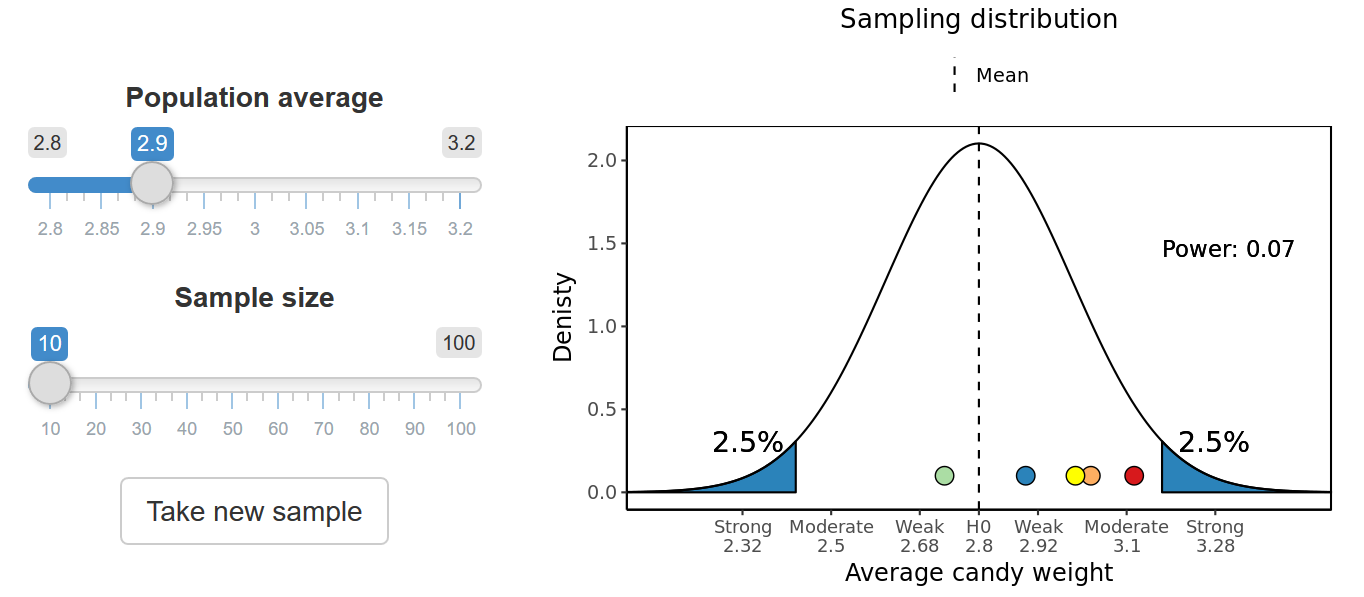 Sampling distribution
Mean
Population average
2.8 2.9 3.2
2.8 2.85 2.9 2.95 3 3.05 3.1 3.15 3.2
Sample size
10 100
10 20 30 40 50 60 70 80 90 100
Take new sample
Denisty
2.0
1.5
1.0
0.5
0.0
Power: 0.07
2.5% 2.5%
Strong Moderate Weak H0 Weak Moderate Strong
2.32 2.5 2.68 2.8 2.92 3.1 3.28
Average candy weight